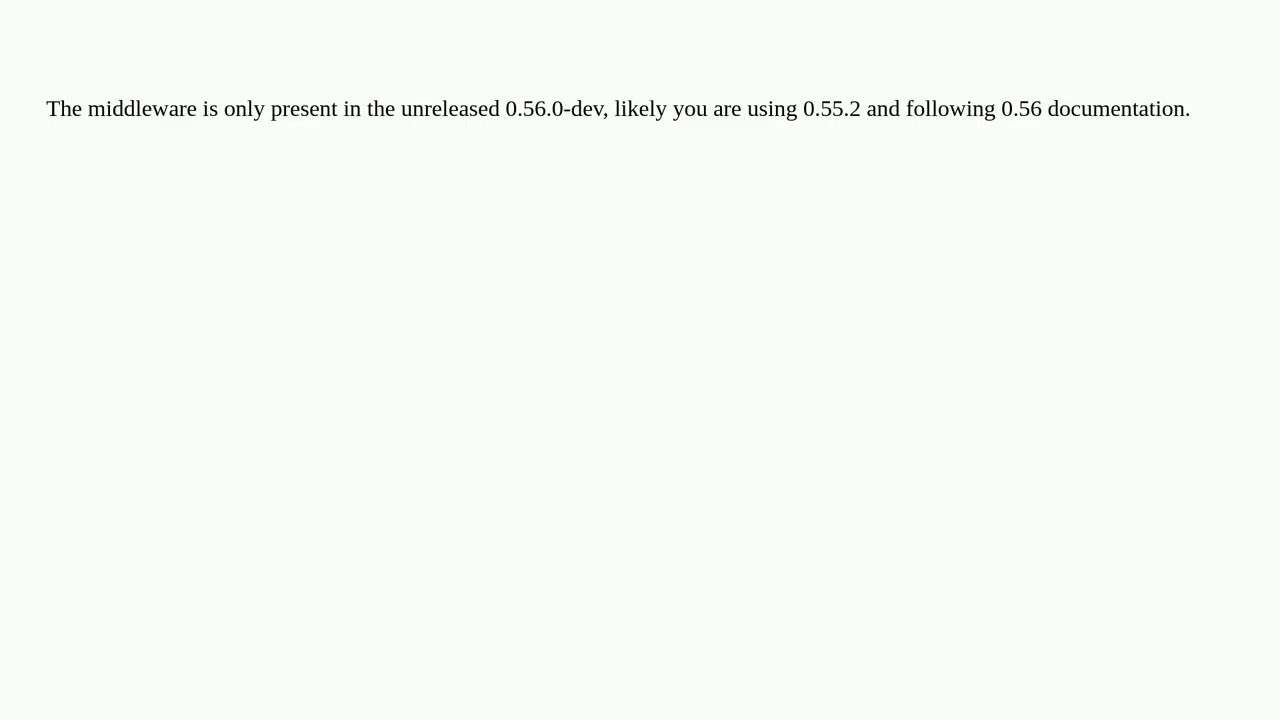 The middleware is only present in the unreleased 0.56.0-dev, likely you are using 0.55.2 and following 0.56 documentation.